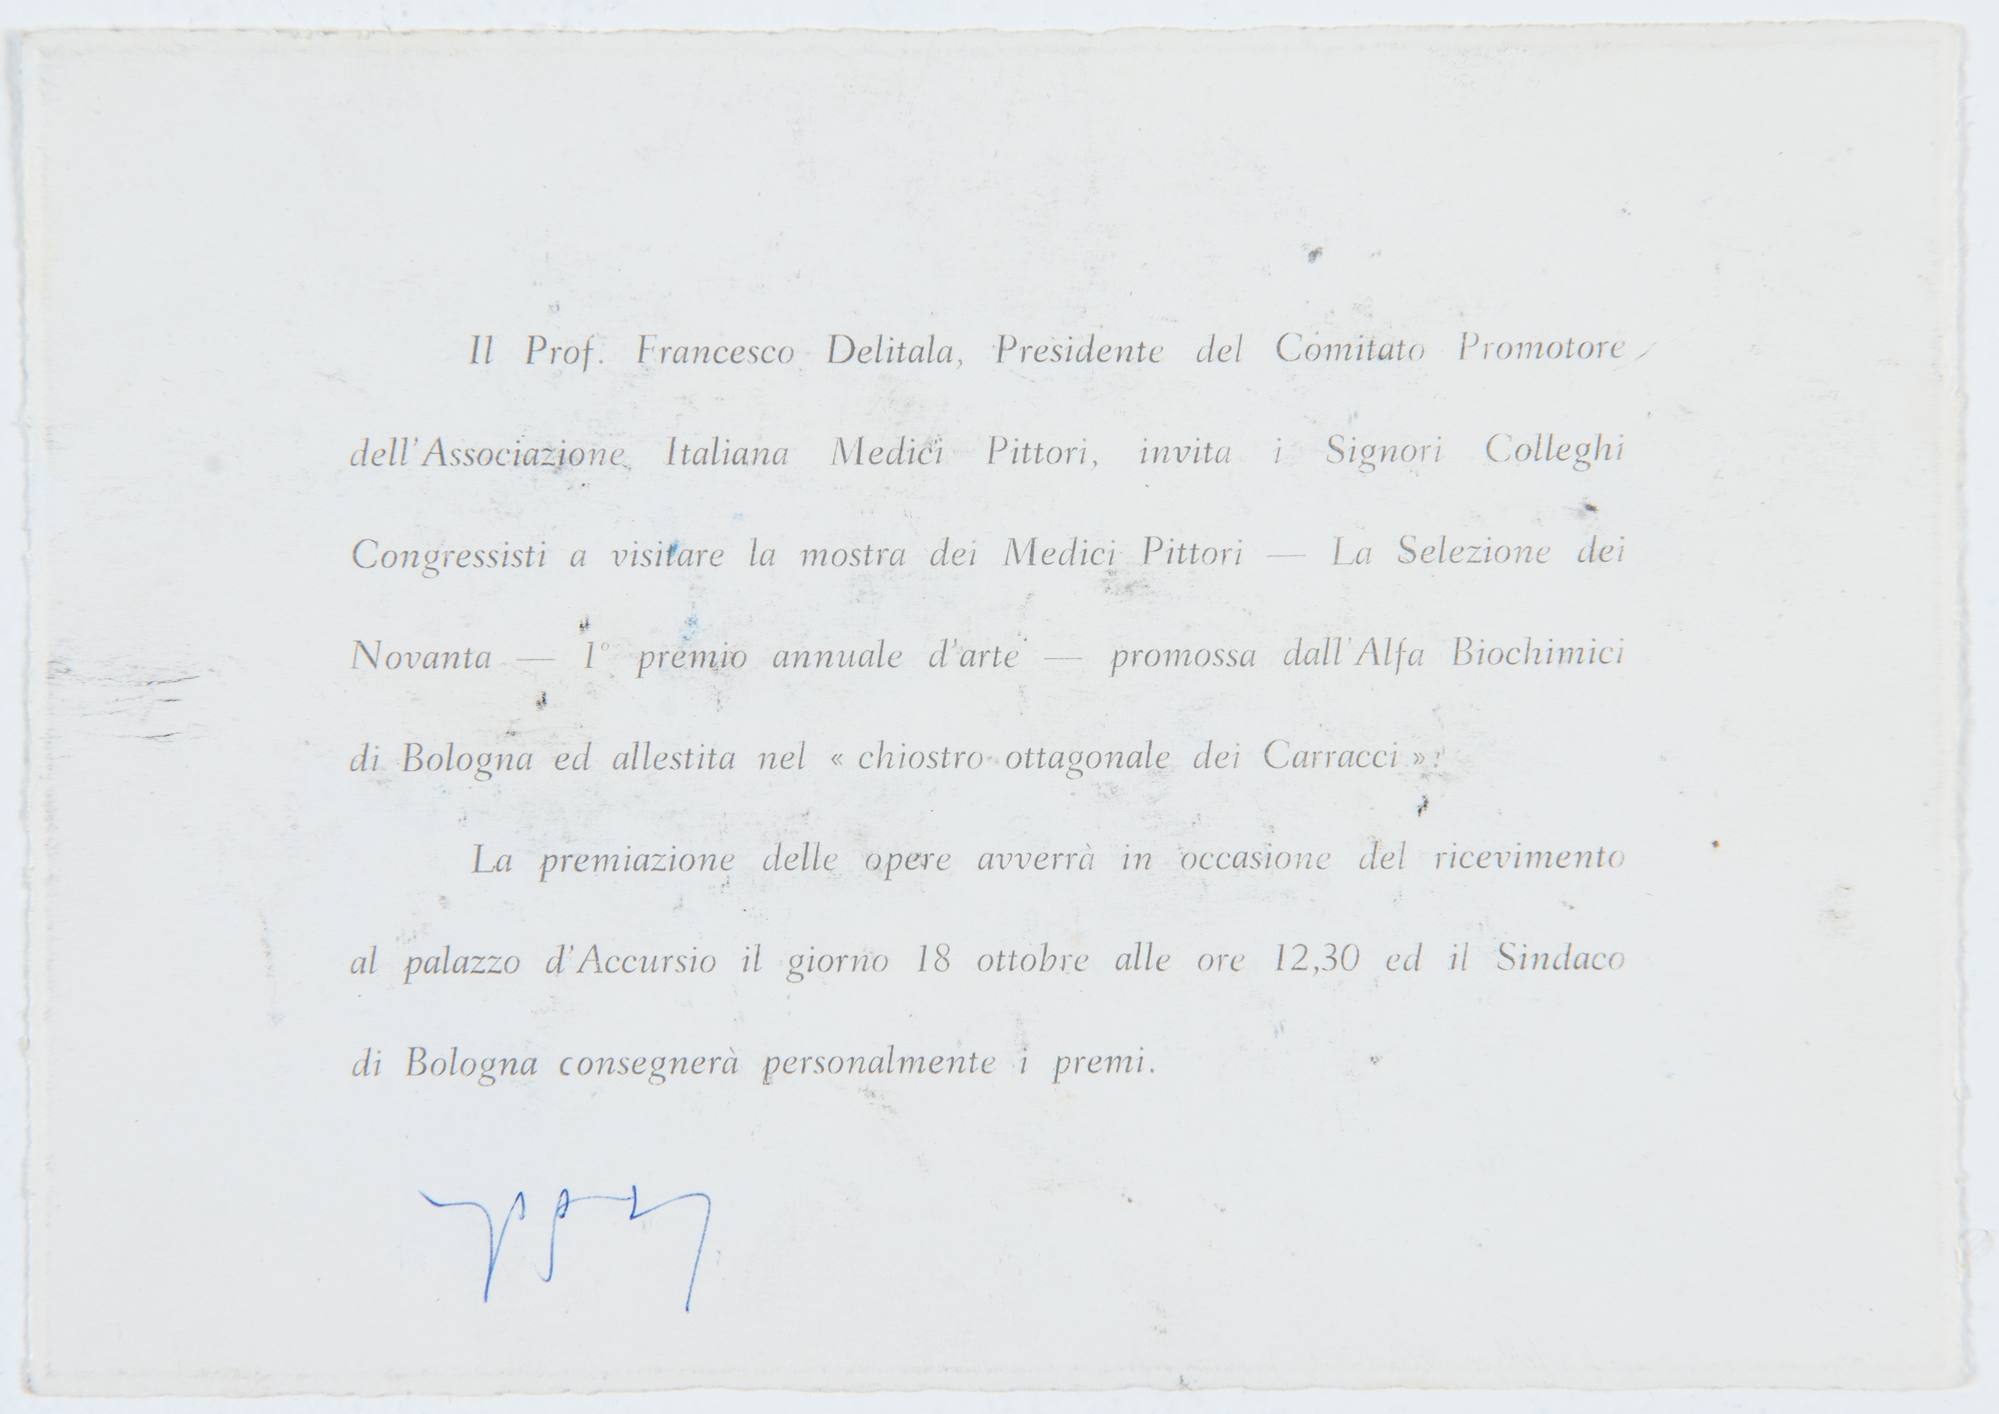 Il Prof. Francesco Delitala, Presidente del Comitato Promotore
dell'Associazione Italiana Medici Pittori, invita i Signori Colleghi
Congressisti a visitare la mostra dei Medici Pittori — La Selezione dei
Novanta — 1° premio annuale d'arte — promossa dall'Alfa Biochimici
di Bologna ed allestita nel « chiostro ottagonale dei Carracci ».
La premiazione delle opere avverrà in occasione del ricevimento
al palazzo d'Accursio il giorno 18 ottobre alle ore 12,30 ed il Sindaco
di Bologna consegnerà personalmente i premi.